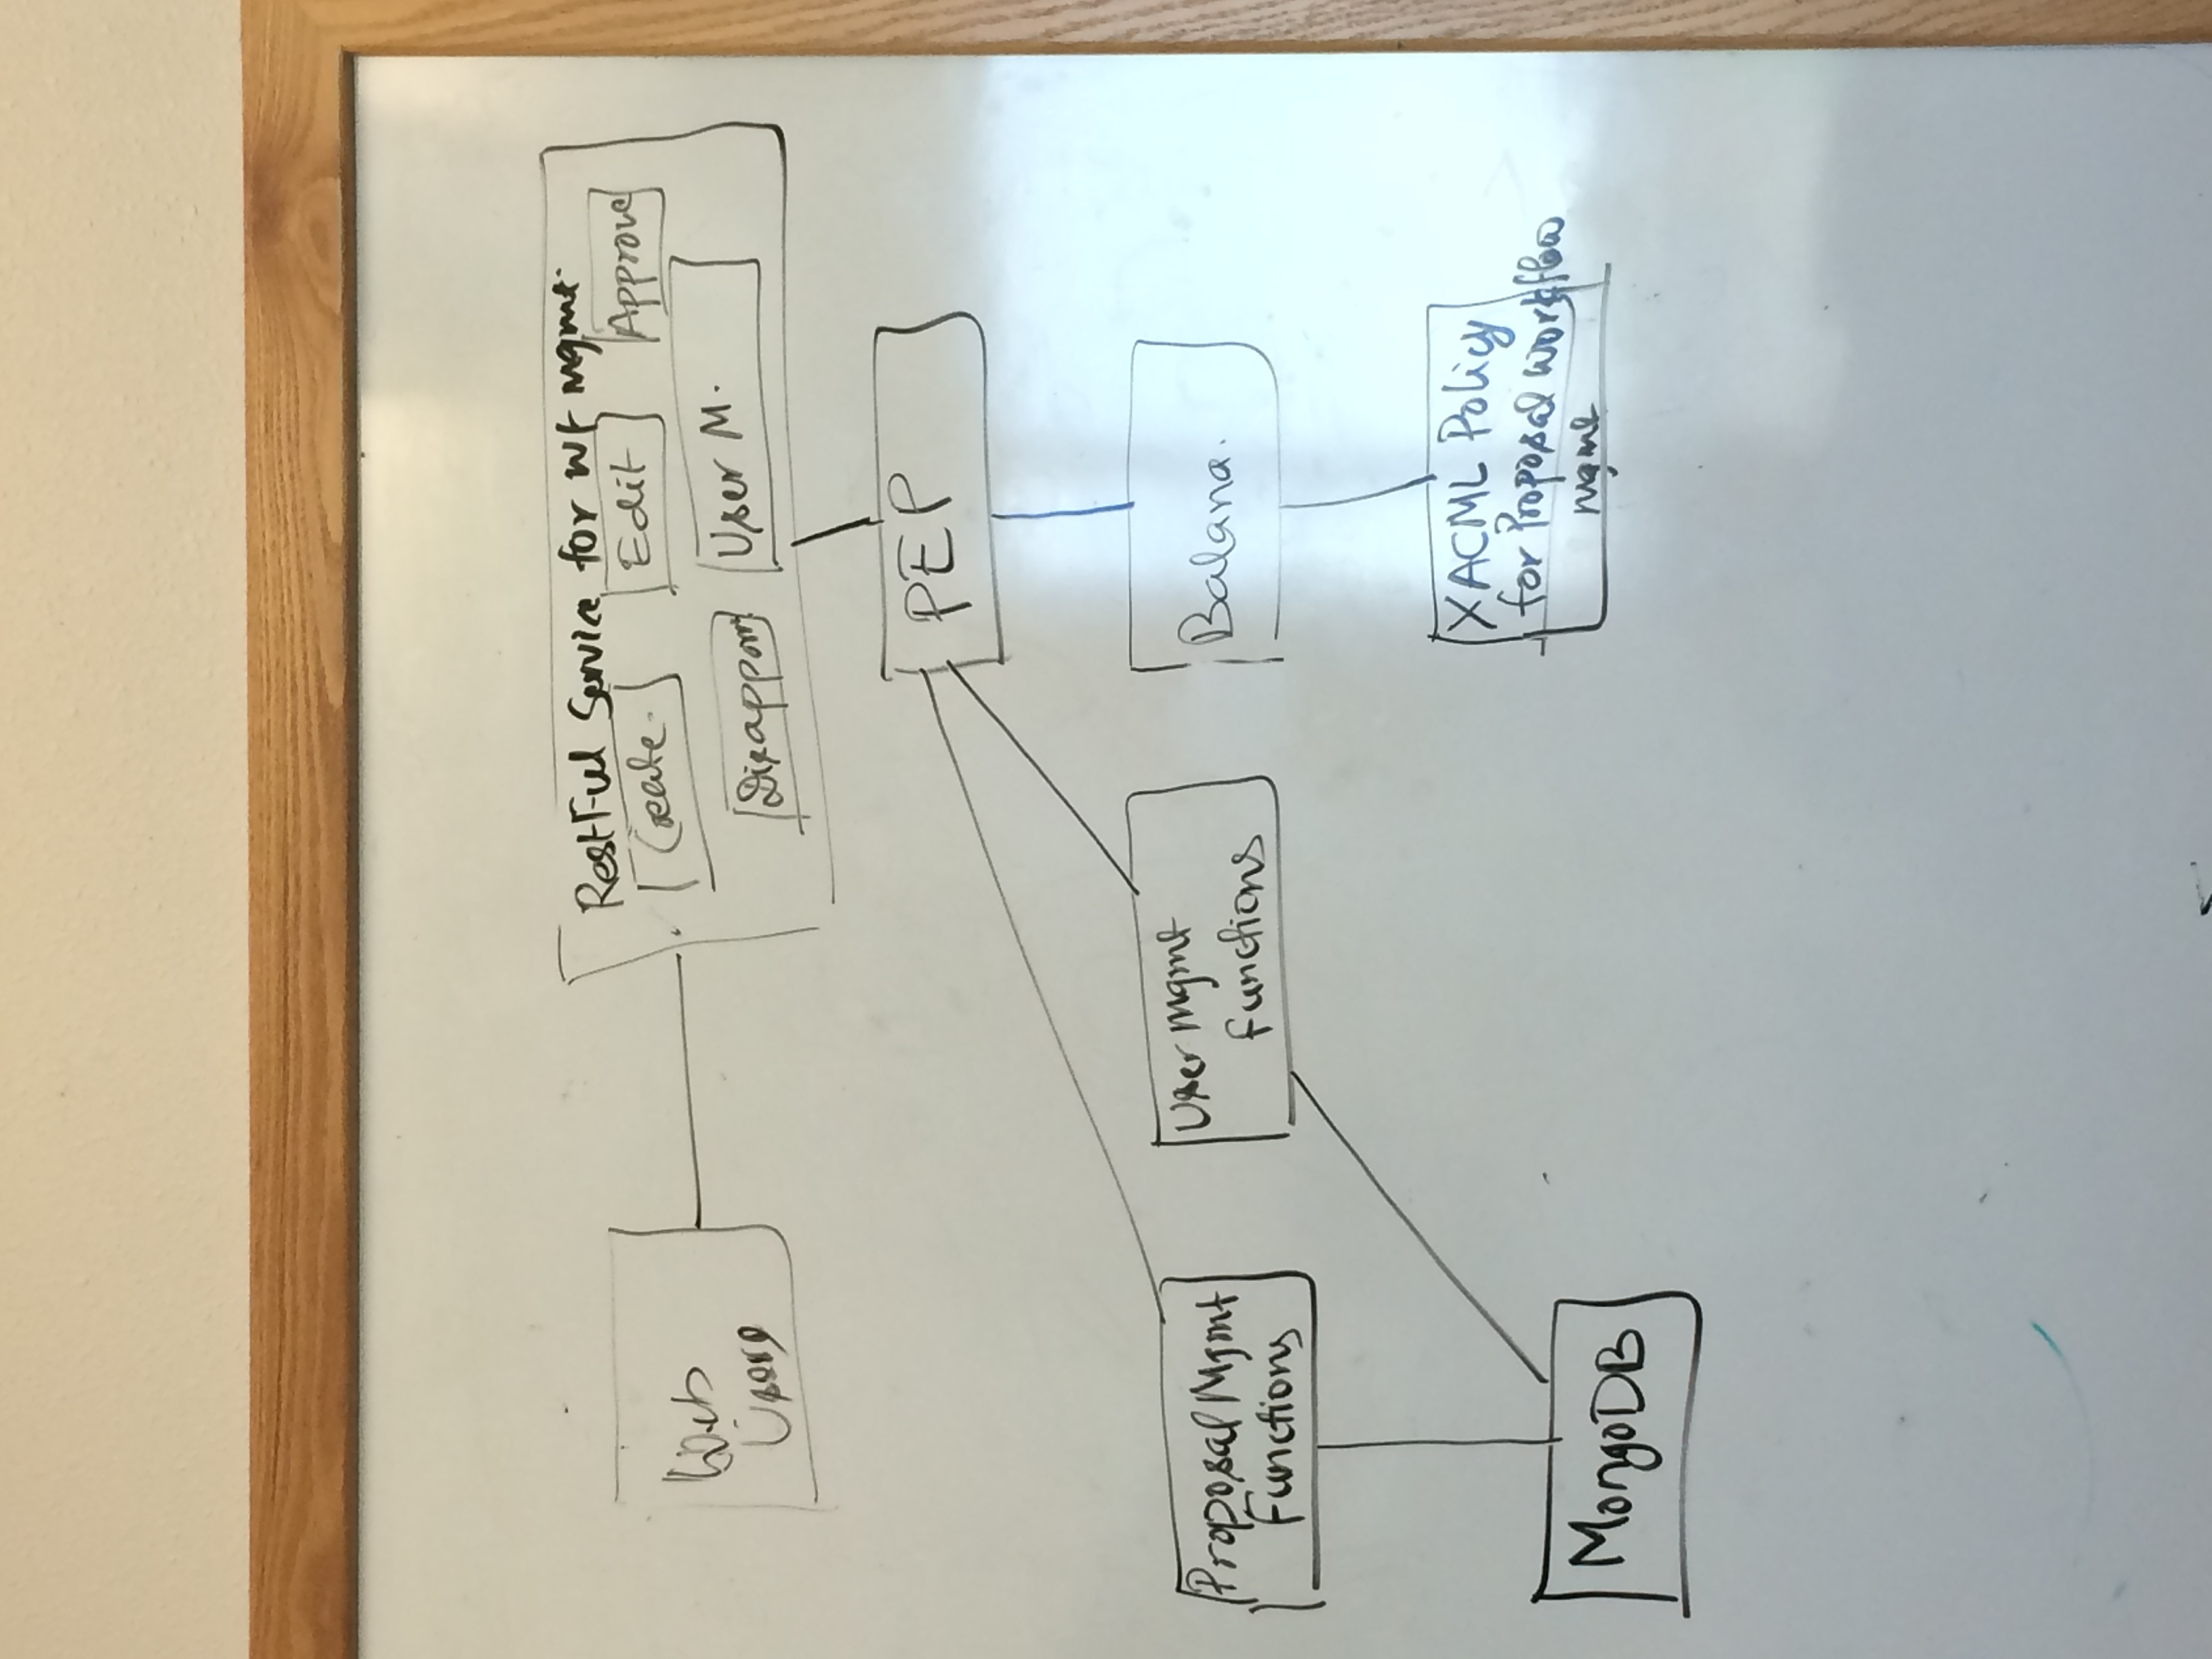 RestFul Service for Wf mgmt.
Create.
Edit
Approve
Web
Users
User M.
PEP
Proposal Mgmt
Functions
User mgmt
functions
Balana.
XACML Policy
for Proposal workflow
mgmt
MongoDB